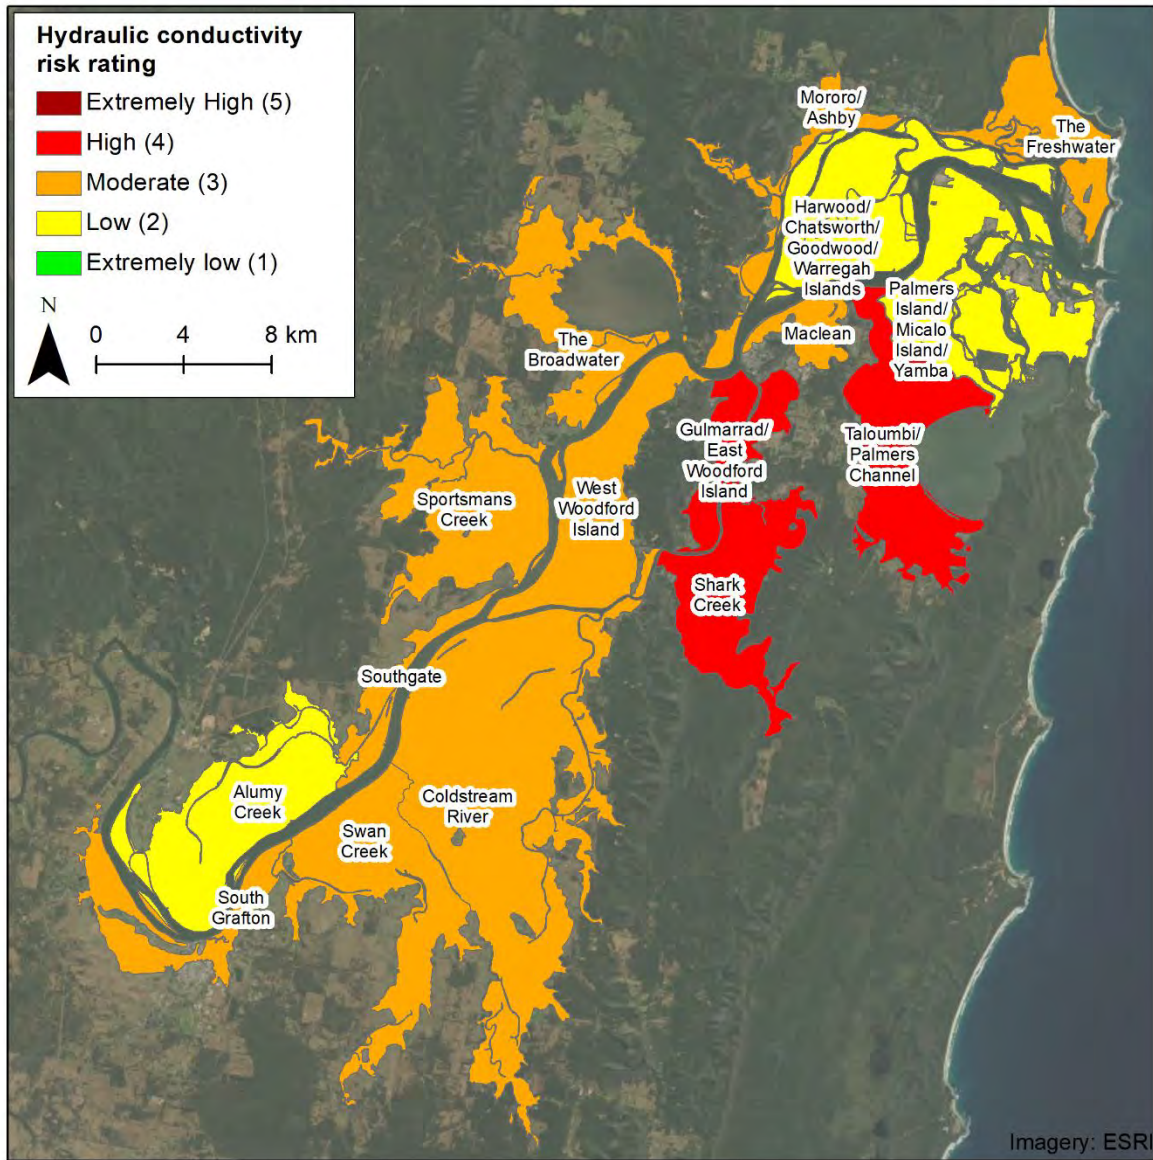 Hydraulic conductivity
risk rating
Extremely High (5)
High (4)
Moderate (3)
Low (2)
Extremely low (1)
N
0 4 8 km
Mororo/
Ashby
The
Freshwater
Harwood/
Chatsworth/
Goodwood/
Warregah
Islands
Palmers
Island/
Micalo
Island/
Yamba
Maclean
The
Broadwater
Gulmarrad/
East
Woodford
Island
Taloumbi/
Palmers
Channel
Sportsmans
Creek
West
Woodford
Island
Shark
Creek
Southgate
Alumy
Creek
Coldstream
River
Swan
Creek
South
Grafton
Imagery: ESRI